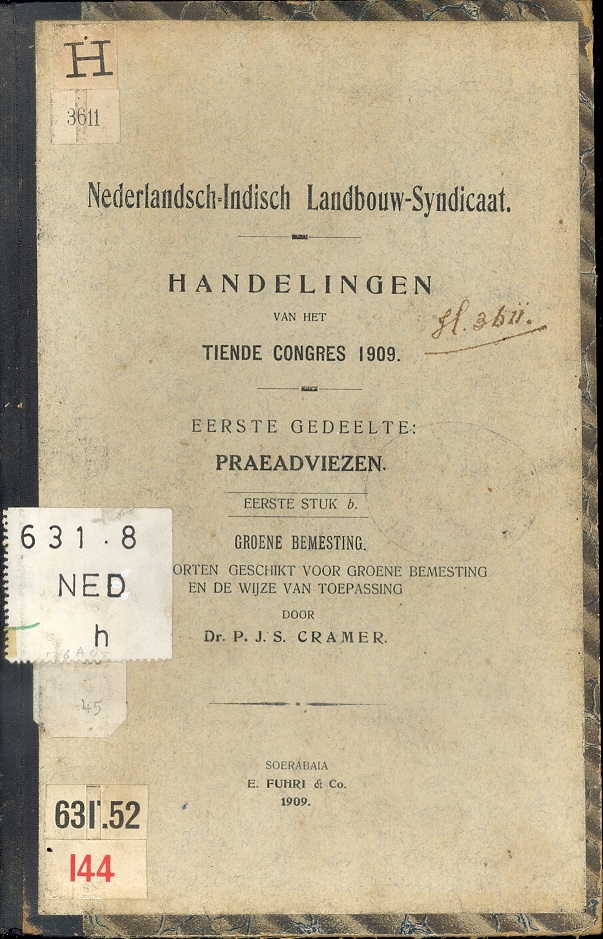 H
3611
Nederlandsch-Indisch Landbouw-Syndicaat.
HANDELINGEN
VAN HET
TIENDE CONGRES 1909.
H. 3611.
EERSTE GEDEELTE:
PRAEADVIEZEN.
EERSTE STUK b.
GROENE BEMESTING.
ORTEN GESCHIKT VOOR GROENE BEMESTING
EN DE WIJZE VAN TOEPASSING
DOOR
Dr. P. J. S. CRAMER.
631.8
NED
h
45
SOERABAIA
E. FUHRI & Co.
1909.
631.52
144